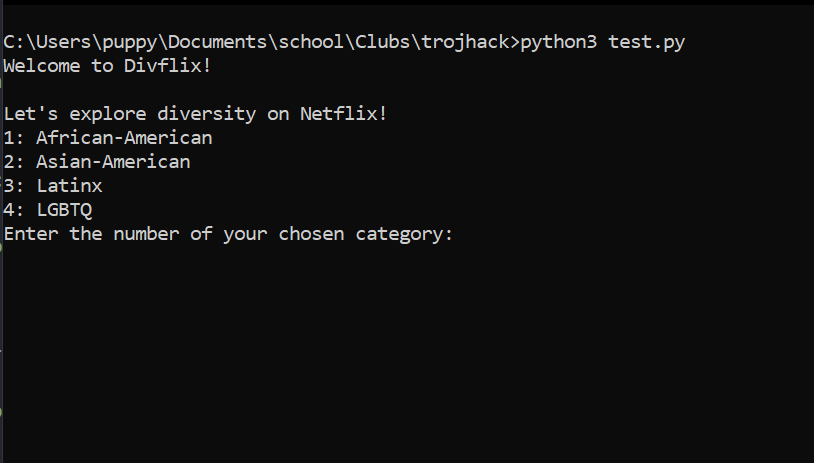 C:\Users\puppy\Documents\school\Clubs\trojhack>python3 test.py
Welcome to Divflix!
Let's explore diversity on Netflix!
1: African-American
2: Asian-American
3: Latinx
4: LGBTQ
Enter the number of your chosen category: